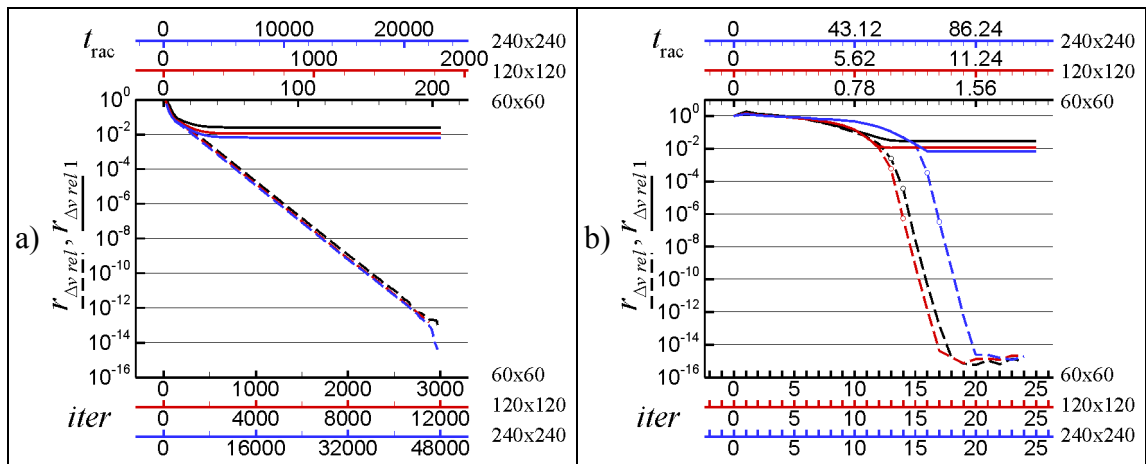 a)
t_rac
0 10000 20000 240x240
0 1000 2000 120x120
0 100 200 60x60
r_Δv rel, r_Δv rel 1
10^0
10^-2
10^-4
10^-6
10^-8
10^-10
10^-12
10^-14
10^-16
0 1000 2000 3000 60x60
iter
0 4000 8000 12000 120x120
0 16000 32000 48000 240x240
b)
t_rac
0 43.12 86.24 240x240
0 5.62 11.24 120x120
0 0.78 1.56 60x60
r_Δv rel, r_Δv rel 1
10^0
10^-2
10^-4
10^-6
10^-8
10^-10
10^-12
10^-14
10^-16
0 5 10 15 20 25 60x60
iter
0 5 10 15 20 25 120x120
0 5 10 15 20 25 240x240